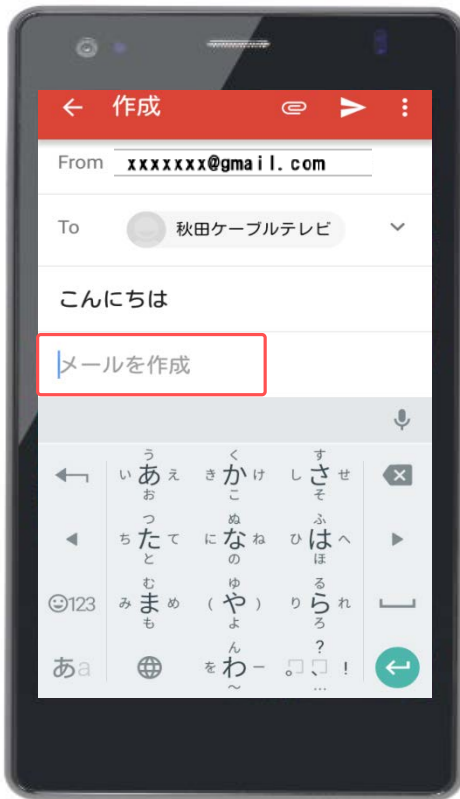 作成
From xxxxxxx@gmail.com
To 秋田ケーブルテレビ
こんにちは
メールを作成
う く す
い あ え き か け し さ せ
お こ そ
つ ぬ ふ
ち た て に な ね ひ は へ
と の ほ
む ゆ る
123 み ま め ( や ) り ら れ
も よ ろ
ん ?
あa を わ ー 。 、 !
〜 …